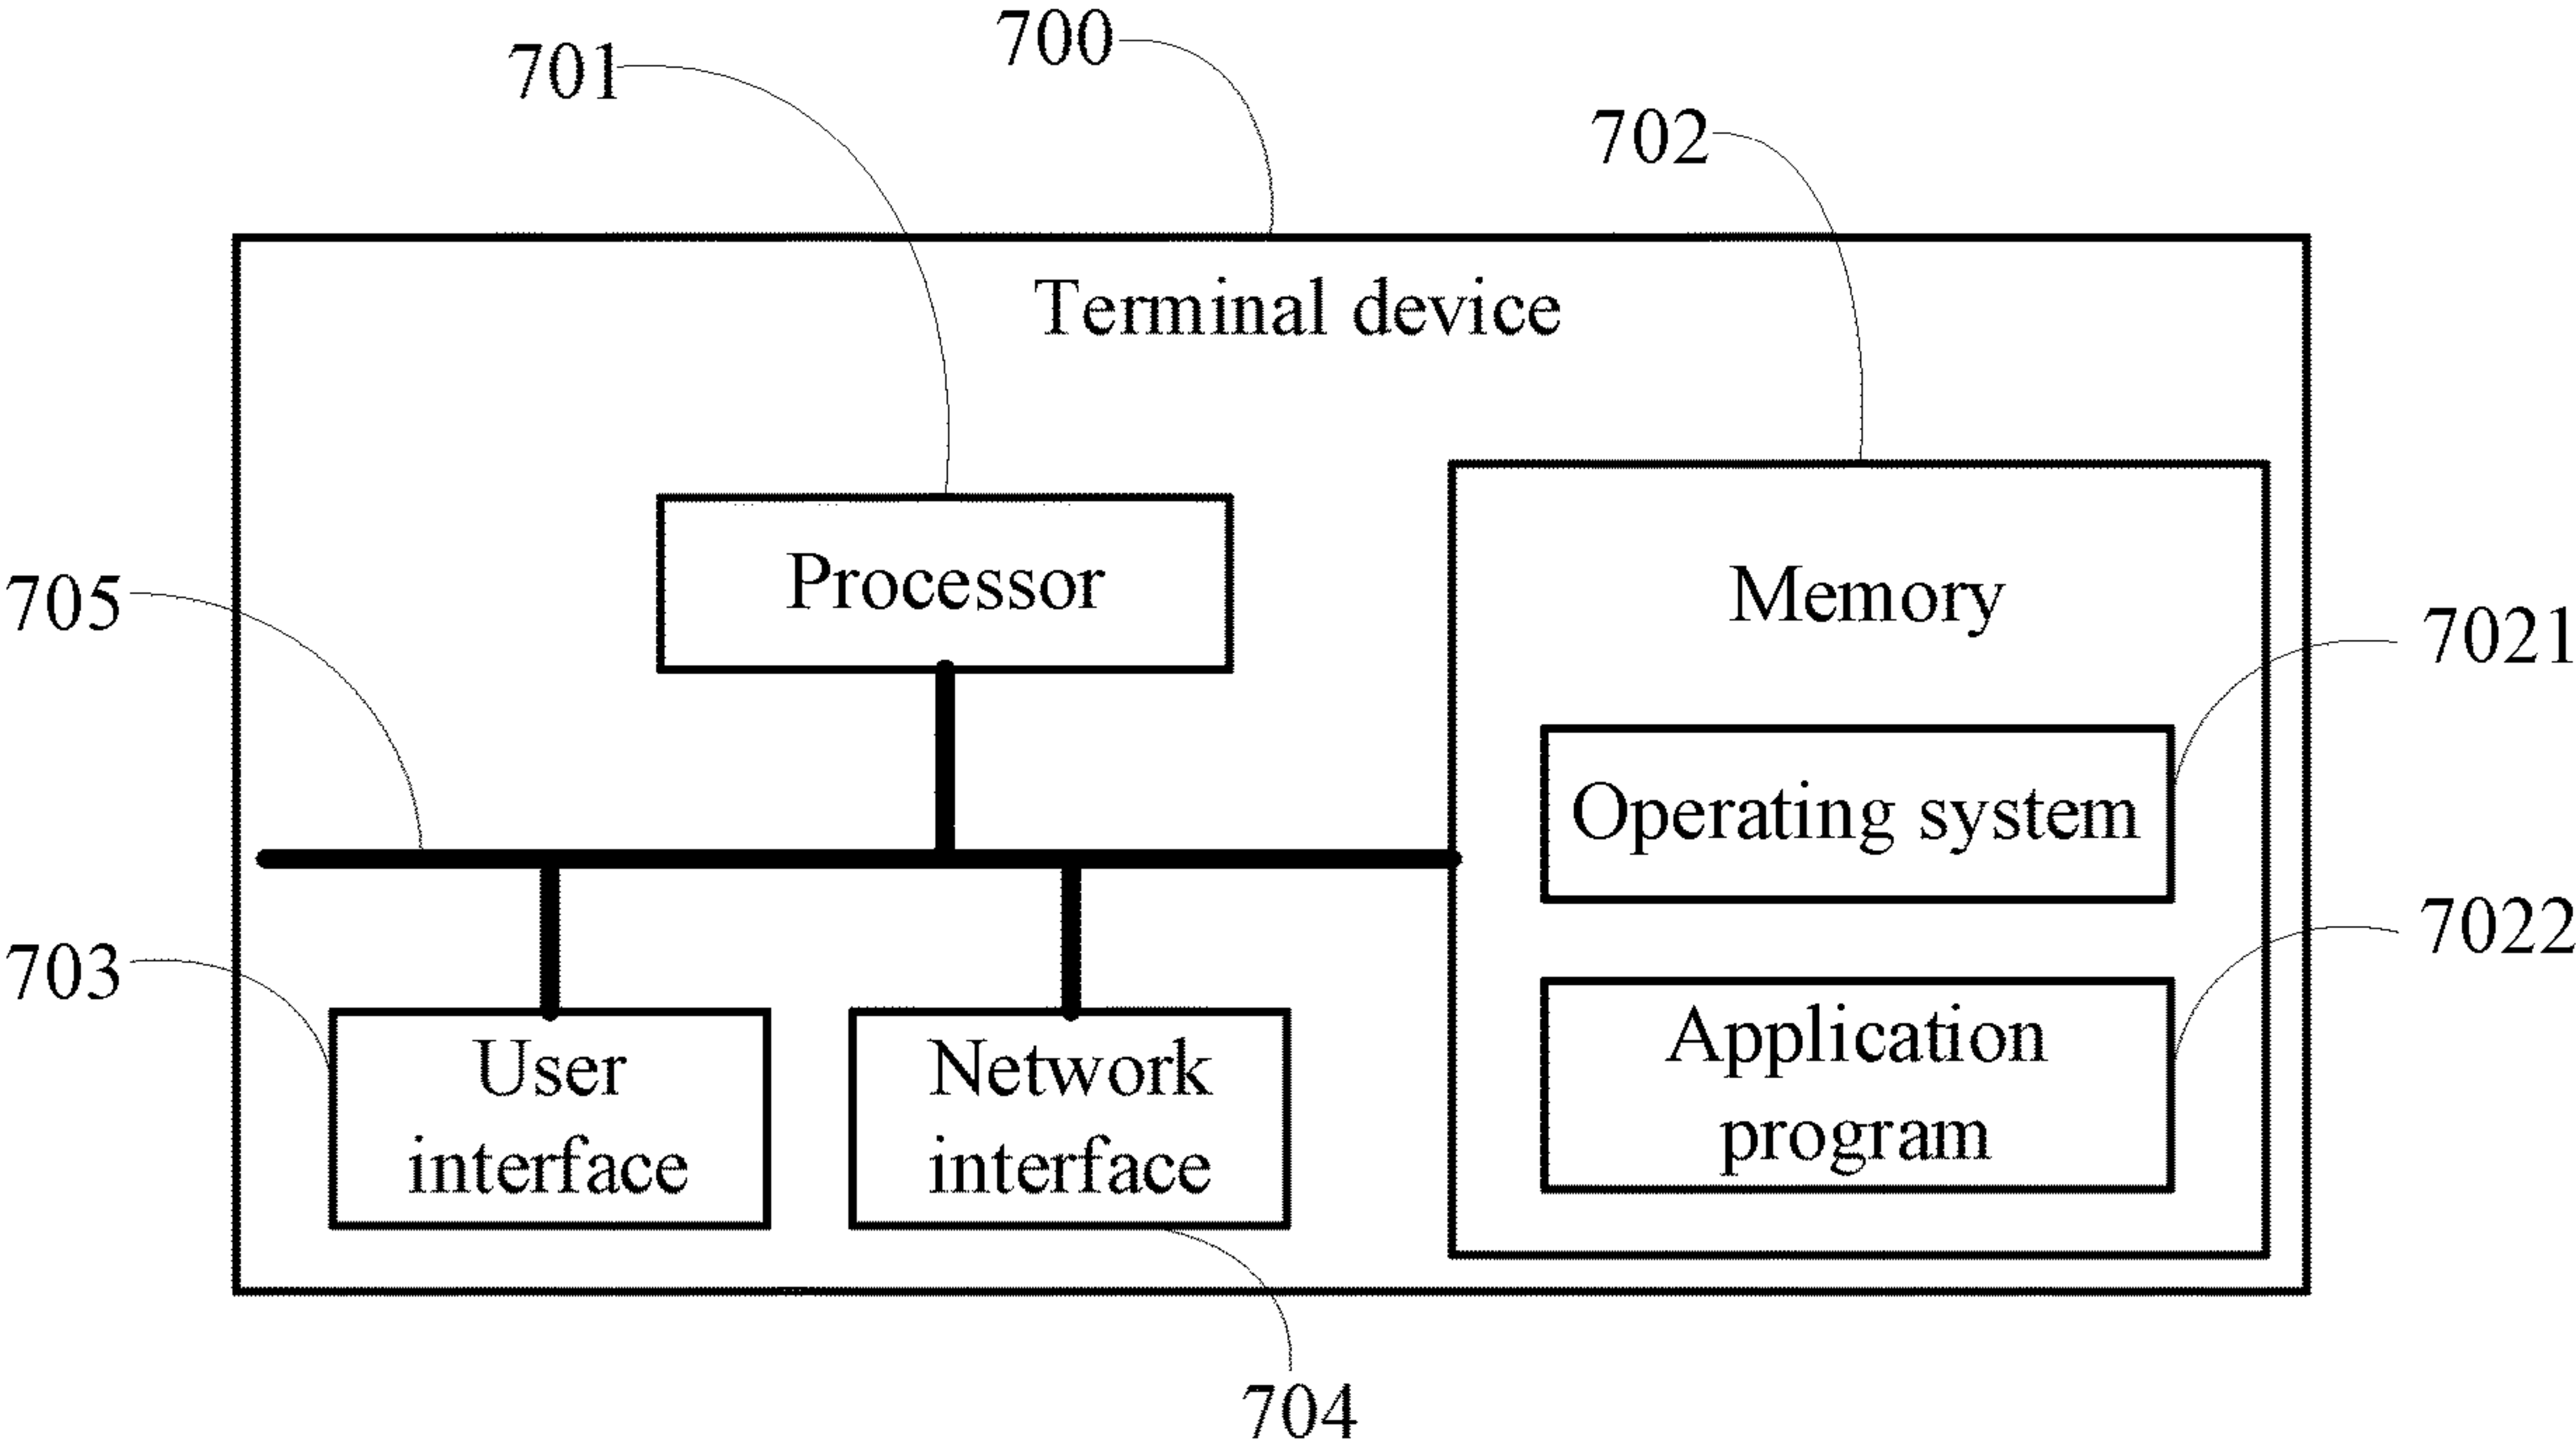 700
701
702
Terminal device
Processor
Memory
705
7021
Operating system
703
7022
User
interface
Network
interface
Application
program
704